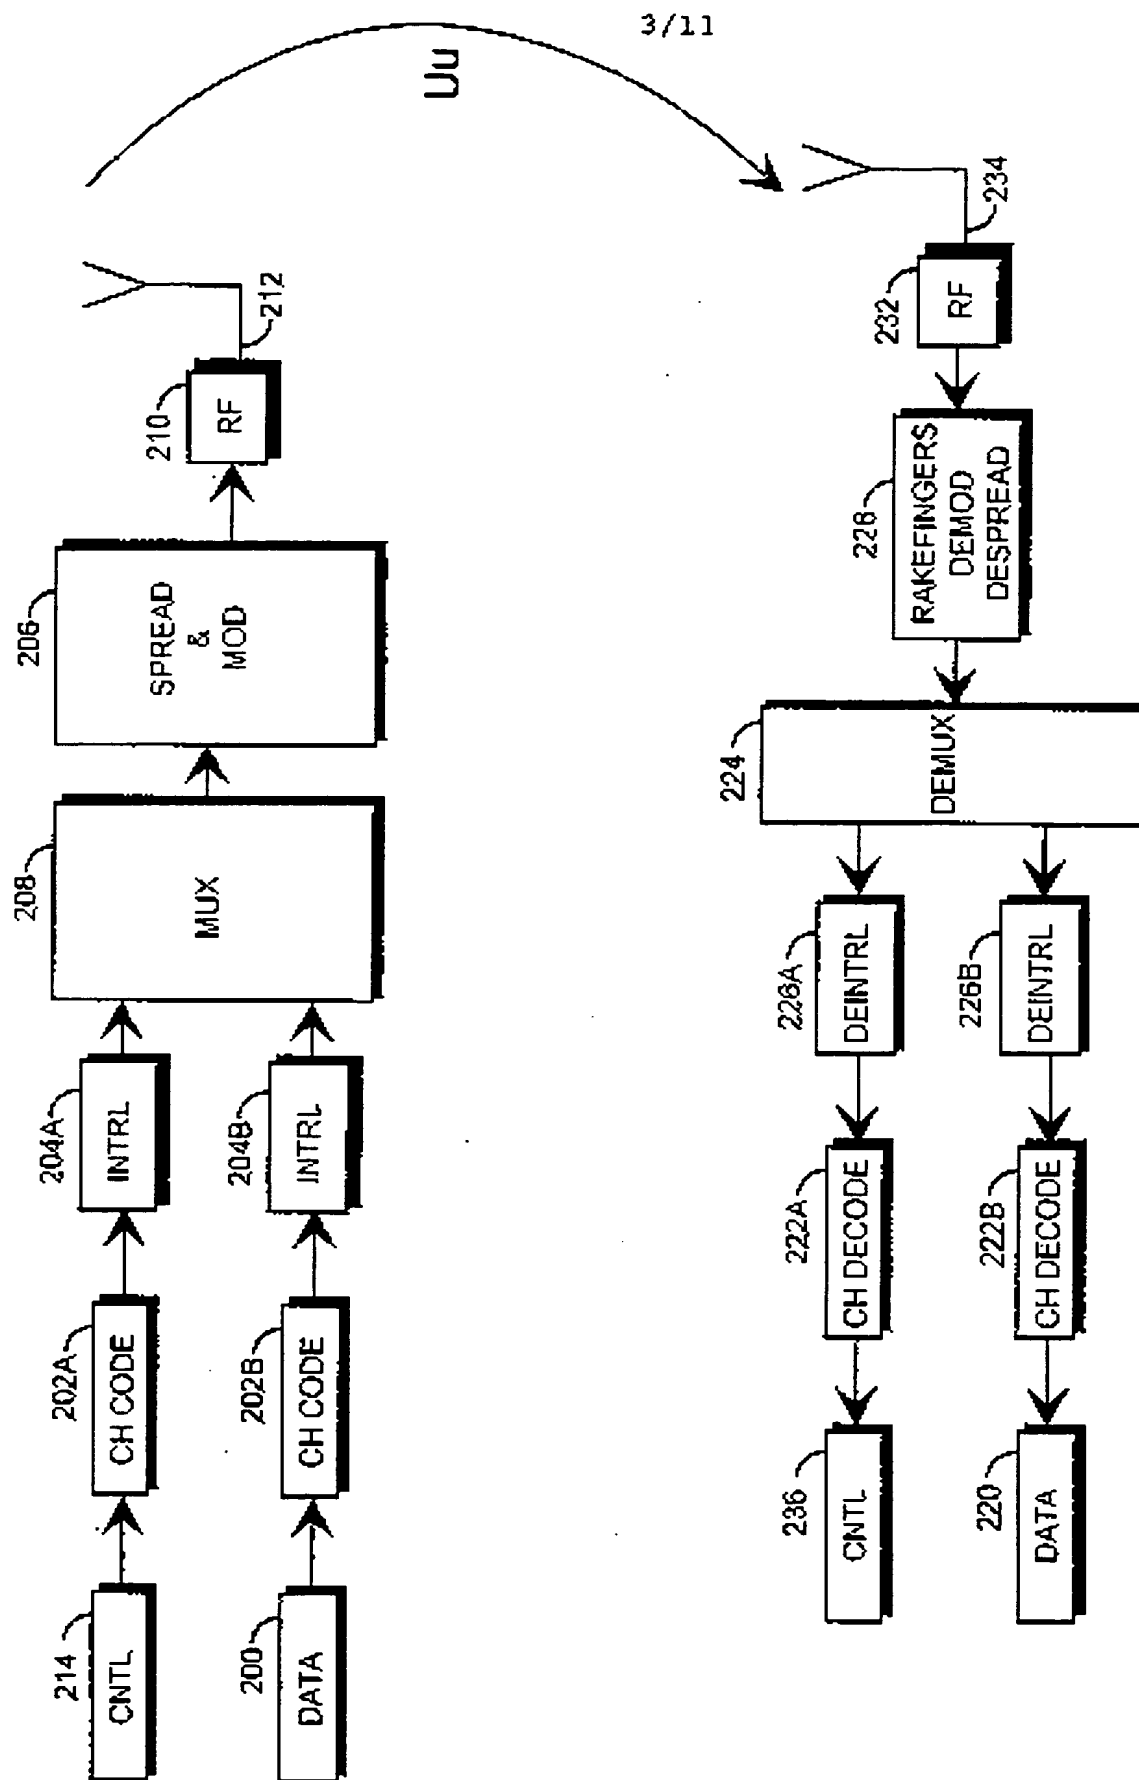 3/11
Uu
214
CNTL
202A
CH CODE
204A
INTRL
208
MUX
206
SPREAD
&
MOD
210
RF
212
200
DATA
202B
CH CODE
204B
INTRL
236
CNTL
222A
CH DECODE
226A
DEINTRL
224
DEMUX
228
RAKEFINGERS
DEMOD
DESPREAD
232
RF
234
220
DATA
222B
CH DECODE
226B
DEINTRL